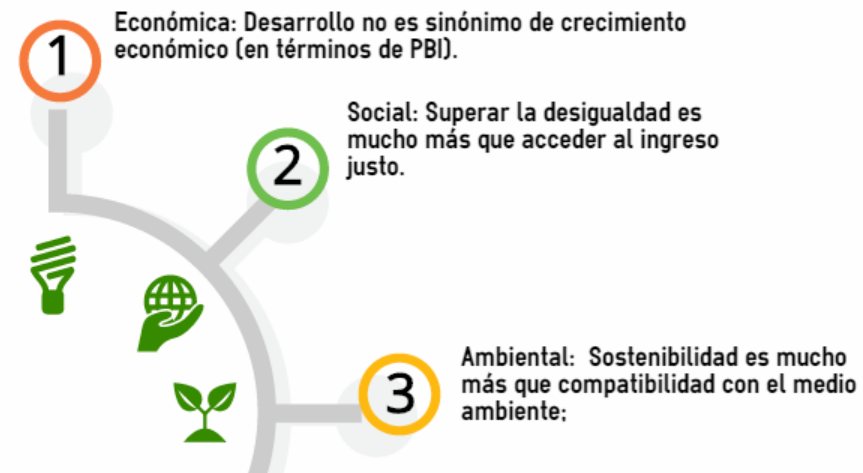 1
Económica: Desarrollo no es sinónimo de crecimiento
económico (en términos de PBI).
2
Social: Superar la desigualdad es
mucho más que acceder al ingreso
justo.
3
Ambiental:  Sostenibilidad es mucho
más que compatibilidad con el medio
ambiente;